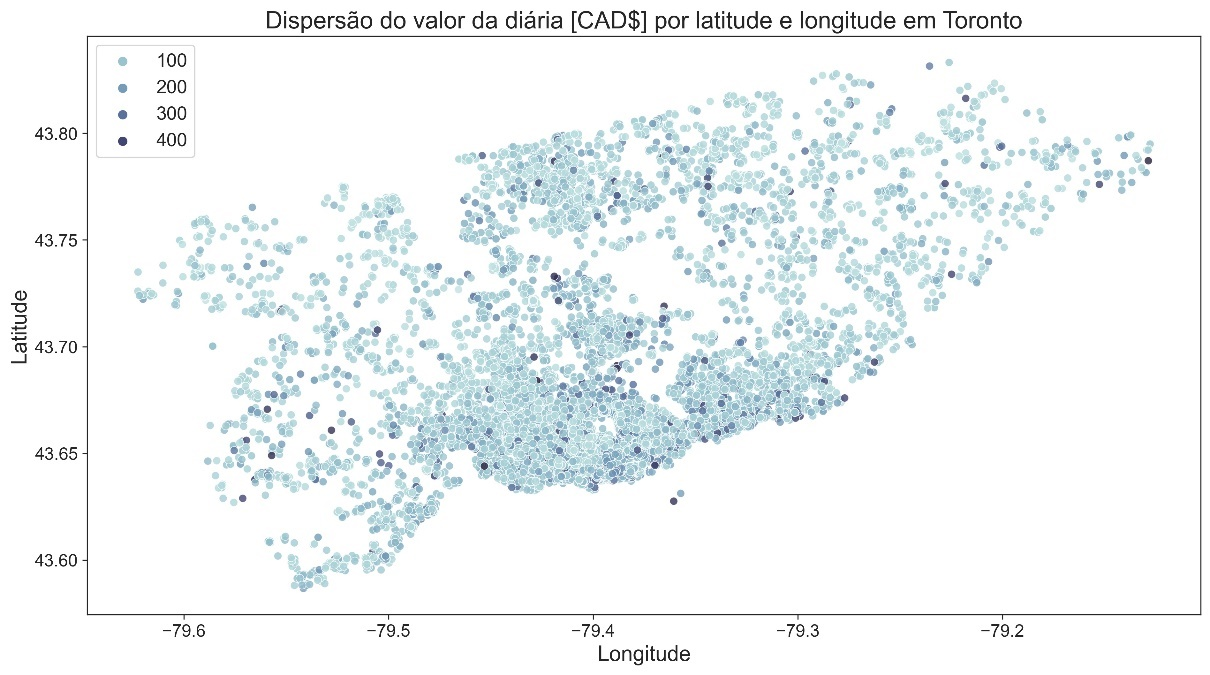 Dispersão do valor da diária [CAD$] por latitude e longitude em Toronto
100
200
300
400
Latitude
43.80
43.75
43.70
43.65
43.60
−79.6 −79.5 −79.4 −79.3 −79.2
Longitude